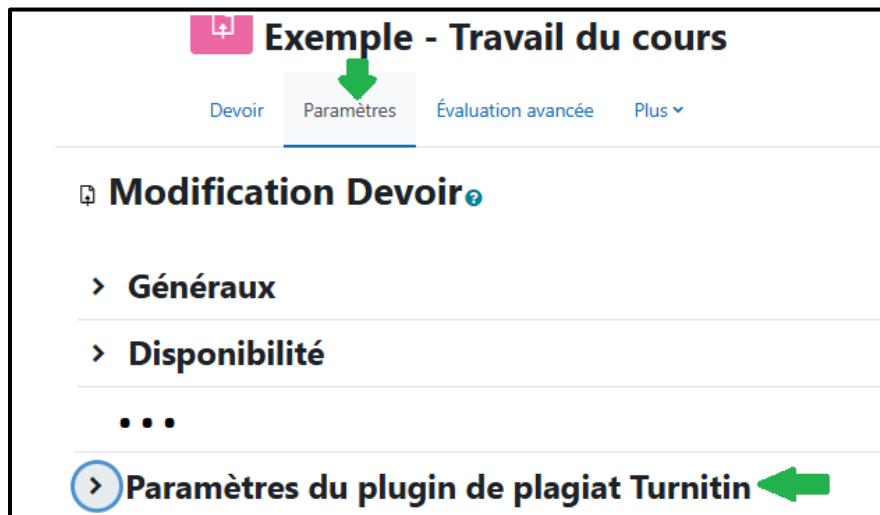 Exemple - Travail du cours
Devoir Paramètres Évaluation avancée Plus
Modification Devoir
Généraux
Disponibilité
...
Paramètres du plugin de plagiat Turnitin